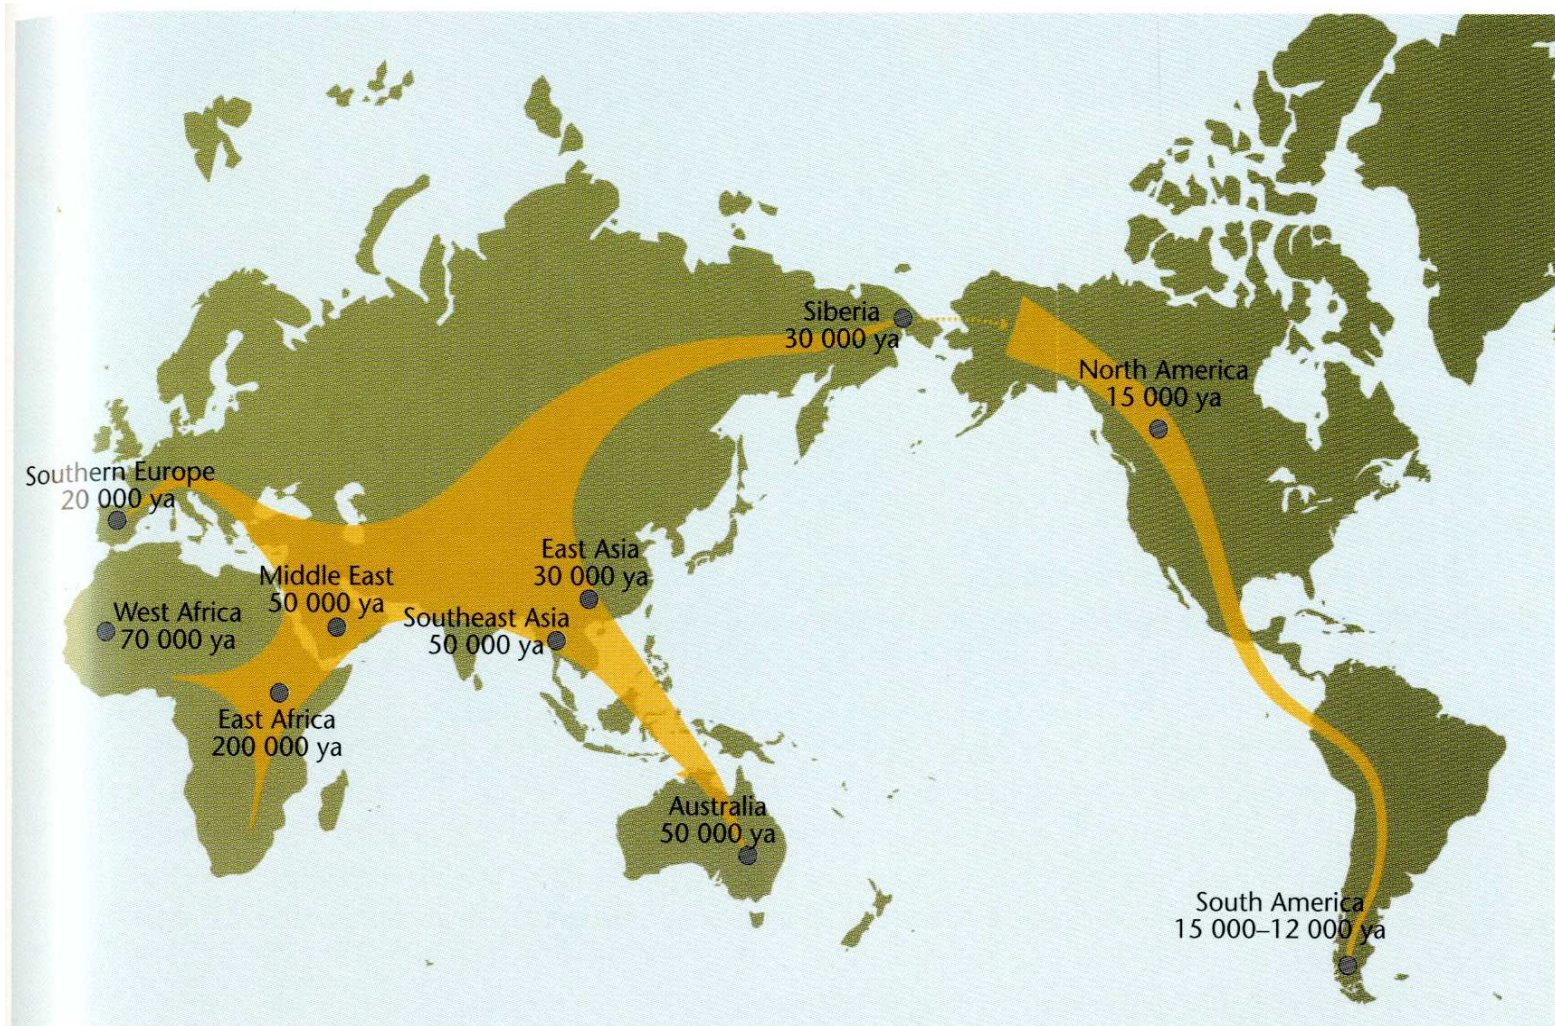 Siberia
30 000 ya
North America
15 000 ya
Southern Europe
20 000 ya
East Asia
30 000 ya
Middle East
50 000 ya
West Africa
70 000 ya
Southeast Asia
50 000 ya
East Africa
200 000 ya
Australia
50 000 ya
South America
15 000–12 000 ya